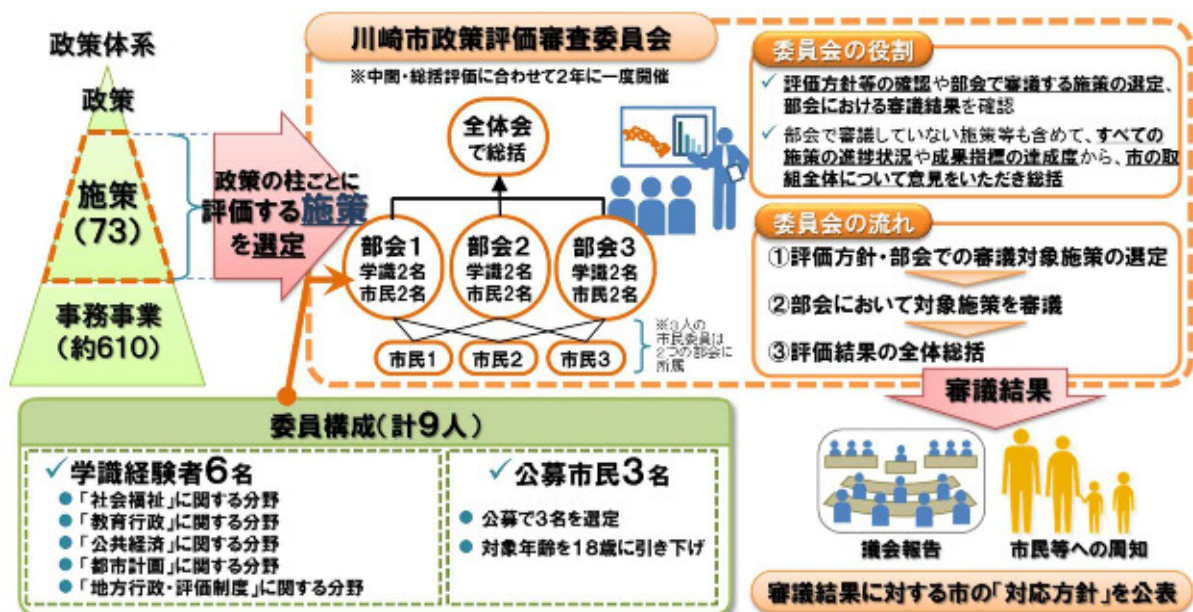 政策体系
政策
施策
(73)
事務事業
(約610)
政策の柱ごとに
評価する施策
を選定
川崎市政策評価審査委員会
※中間・総括評価に合わせて2年に一度開催
全体会
で総括
部会1
学識2名
市民2名
部会2
学識2名
市民2名
部会3
学識2名
市民2名
市民1
市民2
市民3
※3人の
市民委員は
2つの部会に
所属
委員会の役割
✓ 評価方針等の確認や部会で審議する施策の選定、
部会における審議結果を確認
✓ 部会で審議していない施策等も含めて、すべての
施策の進捗状況や成果指標の達成度から、市の取
組全体について意見をいただき総括
委員会の流れ
①評価方針・部会での審議対象施策の選定
②部会において対象施策を審議
③評価結果の全体総括
審議結果
委員構成(計9人)
✓ 学識経験者6名
● 「社会福祉」に関する分野
● 「教育行政」に関する分野
● 「公共経済」に関する分野
● 「都市計画」に関する分野
● 「地方行政・評価制度」に関する分野
✓ 公募市民3名
● 公募で3名を選定
● 対象年齢を18歳に引き下げ
議会報告
市民等への周知
審議結果に対する市の「対応方針」を公表